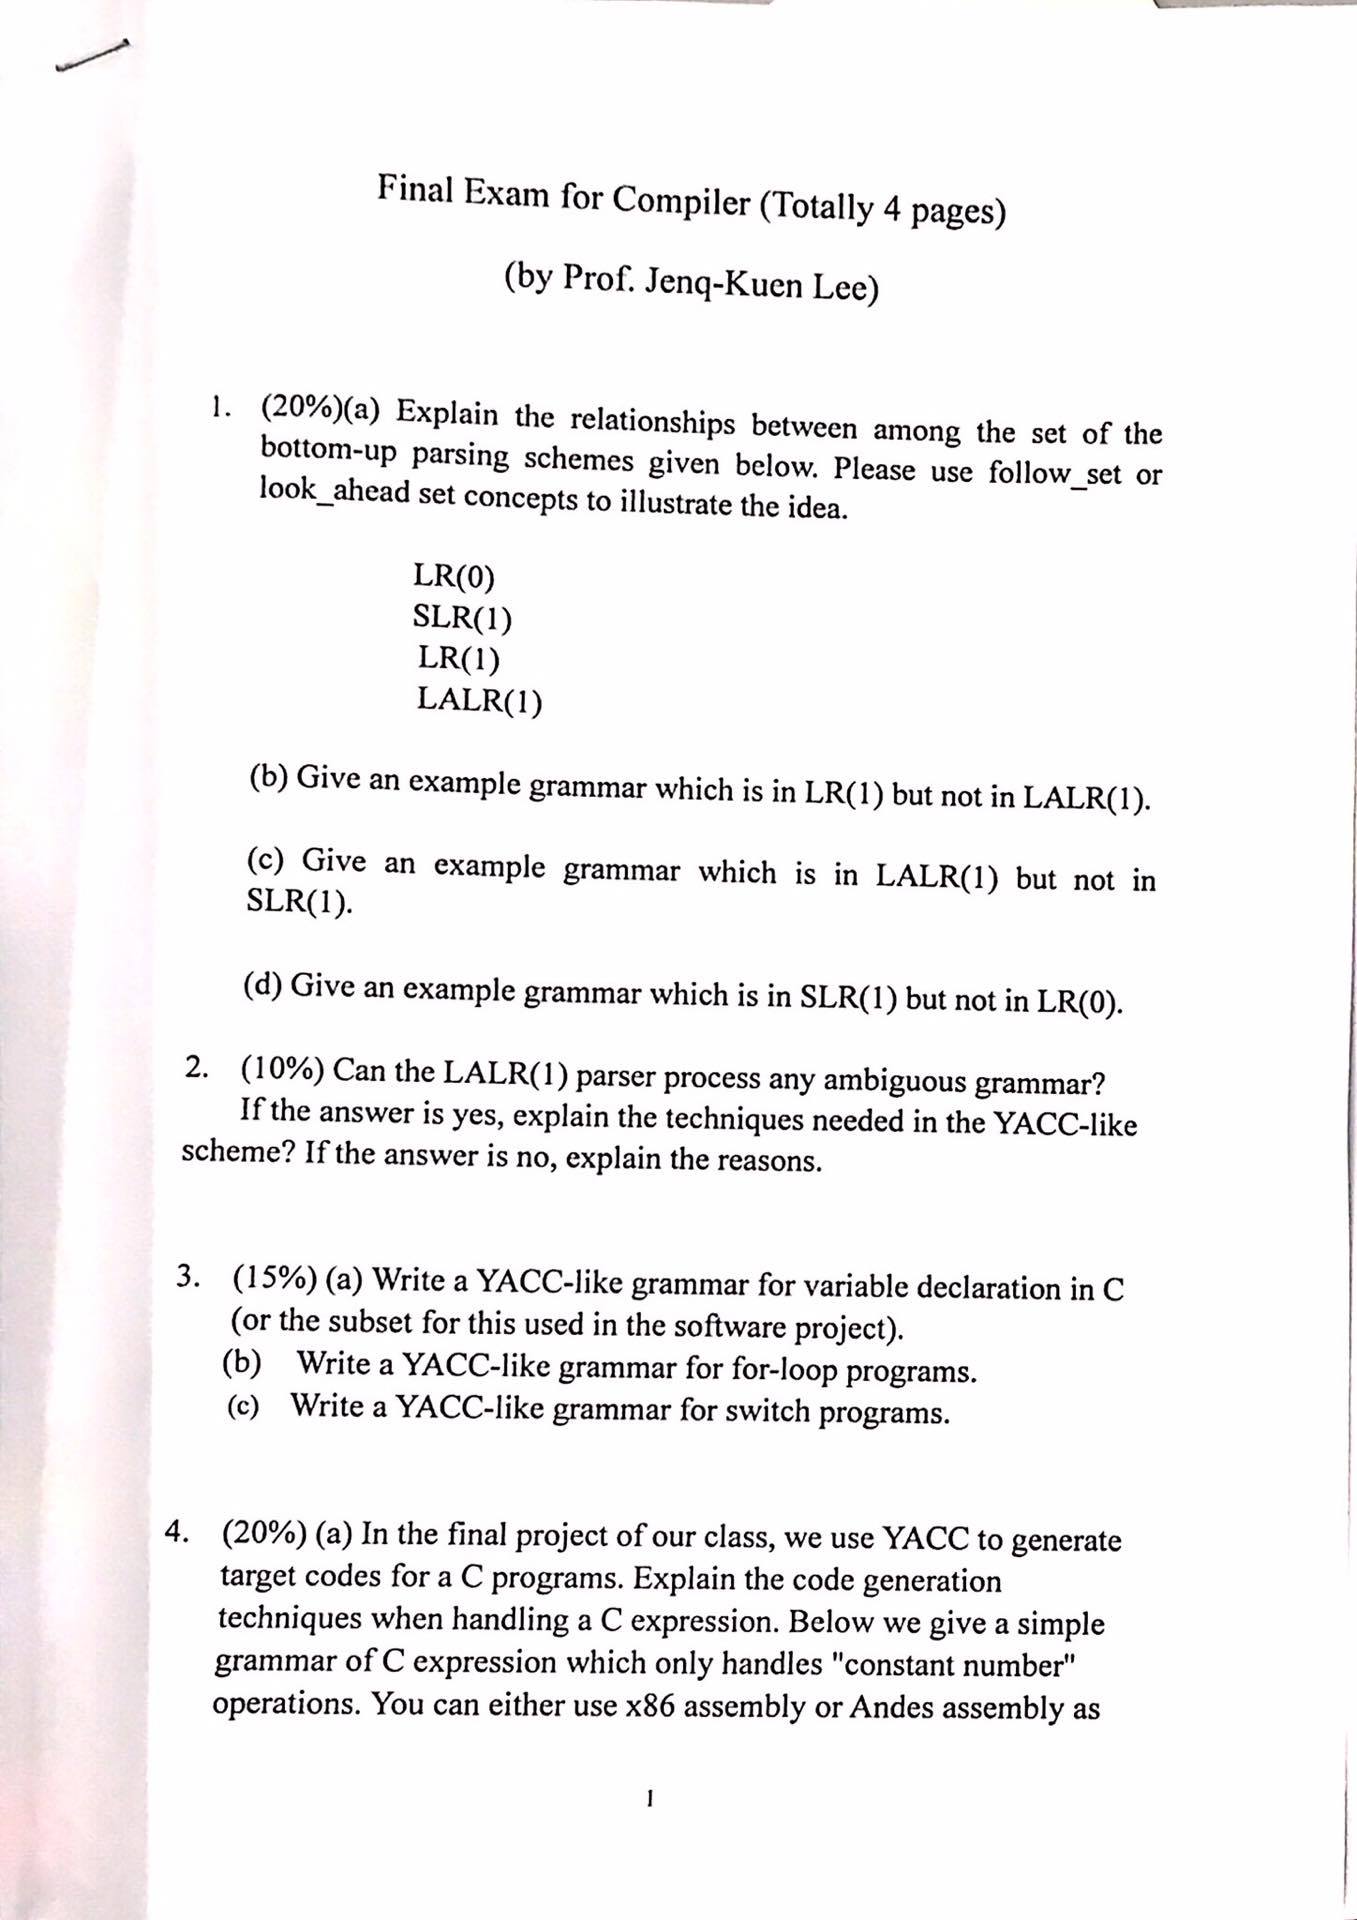 Final Exam for Compiler (Totally 4 pages)
(by Prof. Jenq-Kuen Lee)
1. (20%)(a) Explain the relationships between among the set of the
bottom-up parsing schemes given below. Please use follow_set or
look_ahead set concepts to illustrate the idea.
LR(0)
SLR(1)
LR(1)
LALR(1)
(b) Give an example grammar which is in LR(1) but not in LALR(1).
(c) Give an example grammar which is in LALR(1) but not in
SLR(1).
(d) Give an example grammar which is in SLR(1) but not in LR(0).
2. (10%) Can the LALR(1) parser process any ambiguous grammar?
If the answer is yes, explain the techniques needed in the YACC-like
scheme? If the answer is no, explain the reasons.
3. (15%) (a) Write a YACC-like grammar for variable declaration in C
(or the subset for this used in the software project).
(b) Write a YACC-like grammar for for-loop programs.
(c) Write a YACC-like grammar for switch programs.
4. (20%) (a) In the final project of our class, we use YACC to generate
target codes for a C programs. Explain the code generation
techniques when handling a C expression. Below we give a simple
grammar of C expression which only handles "constant number"
operations. You can either use x86 assembly or Andes assembly as
1